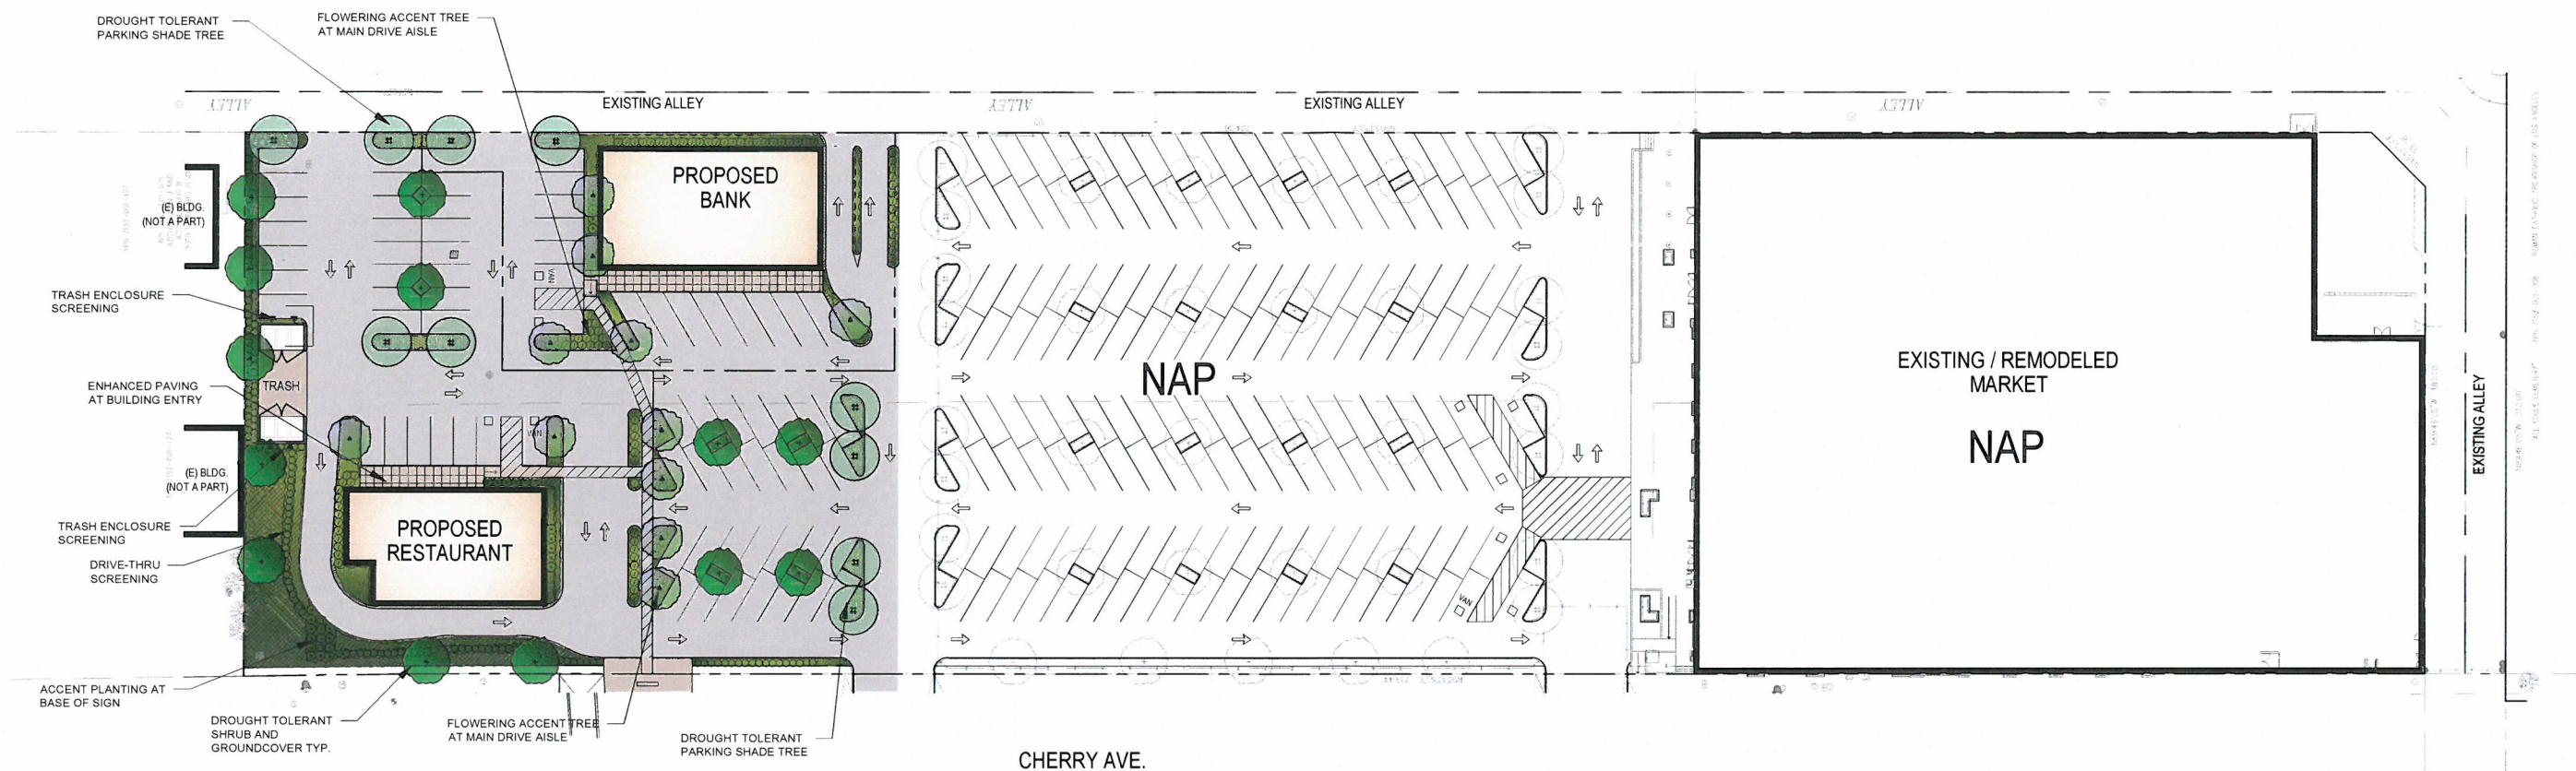 DROUGHT TOLERANT
PARKING SHADE TREE
FLOWERING ACCENT TREE
AT MAIN DRIVE AISLE
ALLEY
EXISTING ALLEY
ALLEY
EXISTING ALLEY
ALLEY
PROPOSED
BANK
(E) BLDG.
(NOT A PART)
VAN
TRASH ENCLOSURE
SCREENING
TRASH
ENHANCED PAVING
AT BUILDING ENTRY
VAN
NAP
EXISTING / REMODELED
MARKET
NAP
EXISTING ALLEY
(E) BLDG.
(NOT A PART)
PROPOSED
RESTAURANT
TRASH ENCLOSURE
SCREENING
DRIVE-THRU
SCREENING
VAN
ACCENT PLANTING AT
BASE OF SIGN
DROUGHT TOLERANT
SHRUB AND
GROUNDCOVER TYP.
FLOWERING ACCENT TREE
AT MAIN DRIVE AISLE
DROUGHT TOLERANT
PARKING SHADE TREE
CHERRY AVE.